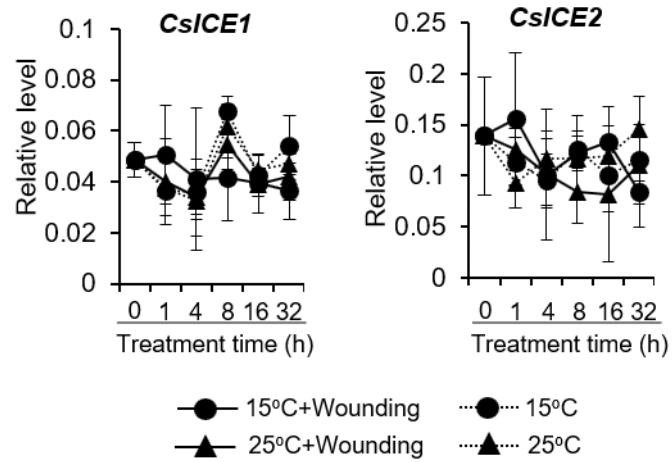 CsICE1
0.1
0.08
0.06
0.04
0.02
0
Relative level
0 1 4 8 16 32
Treatment time (h)
CsICE2
0.25
0.2
0.15
0.1
0.05
0
Relative level
0 1 4 8 16 32
Treatment time (h)
15°C+Wounding
15°C
25°C+Wounding
25°C